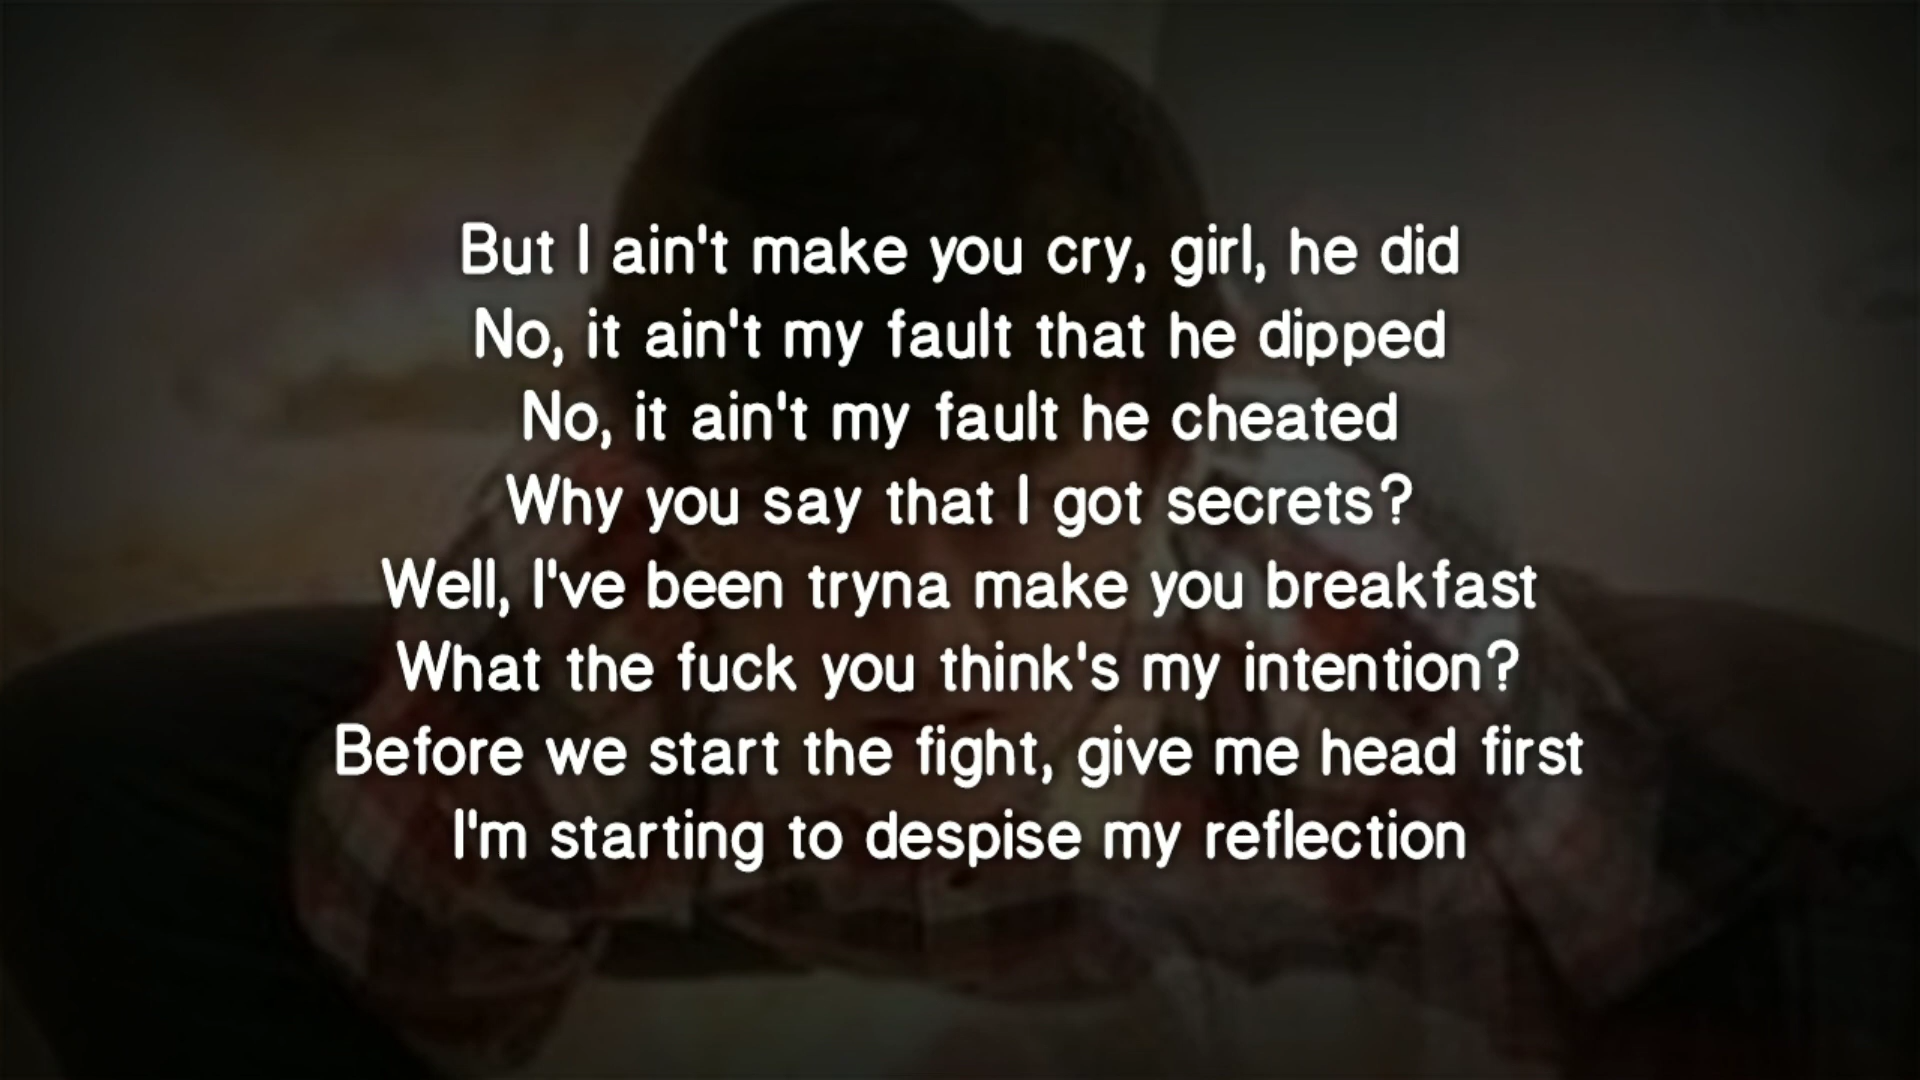 But I ain't make you cry, girl, he did
No, it ain't my fault that he dipped
No, it ain't my fault he cheated
Why you say that I got secrets?
Well, I've been tryna make you breakfast
What the fuck you think's my intention?
Before we start the fight, give me head first
I'm starting to despise my reflection